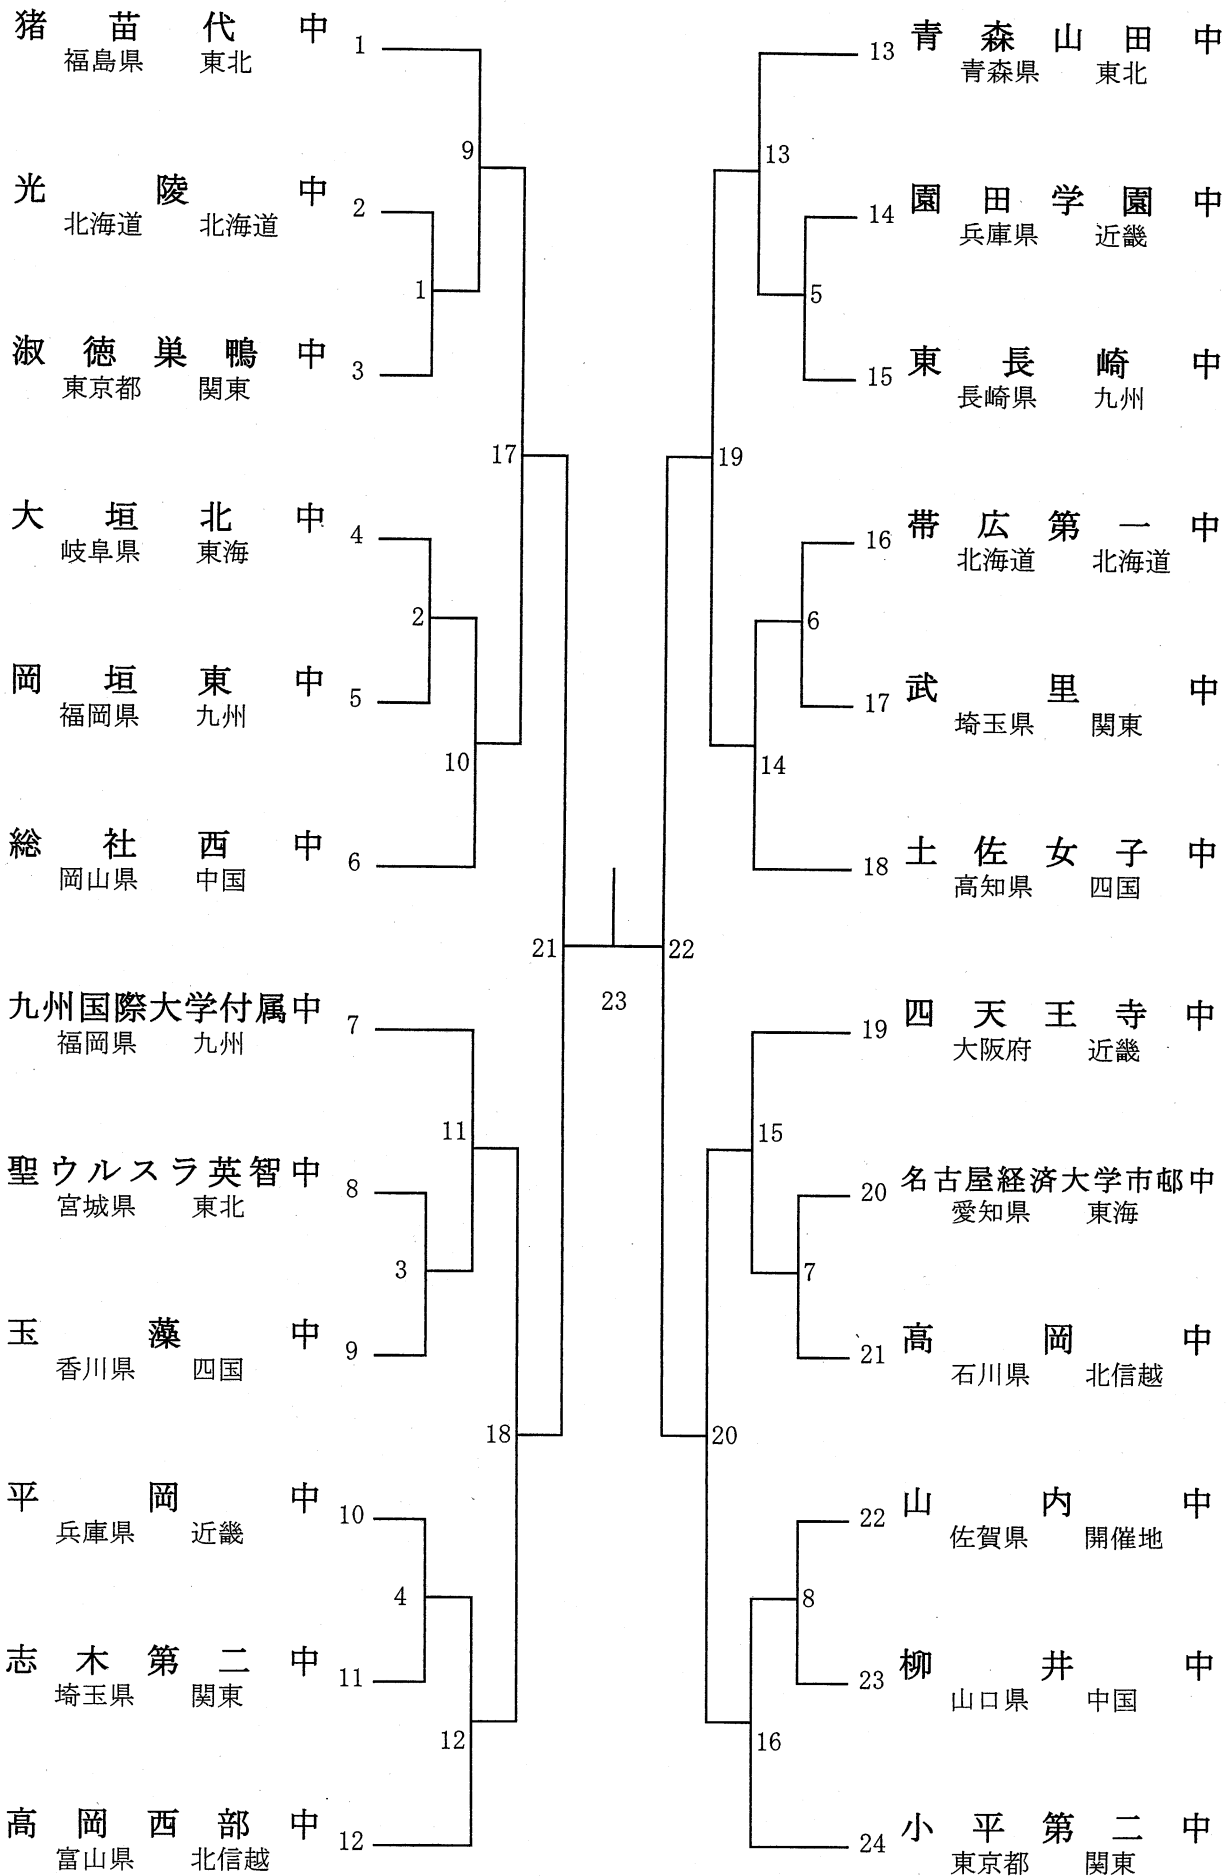 猪苗代中
1
福島県 東北
9
光陵中
2
北海道 北海道
1
淑徳巣鴨中
3
東京都 関東
17
大垣北中
4
岐阜県 東海
2
岡垣東中
5
福岡県 九州
10
総社西中
6
岡山県 中国
21
九州国際大学付属中
7
福岡県 九州
11
聖ウルスラ英智中
8
宮城県 東北
3
玉藻中
9
香川県 四国
18
平岡中
10
兵庫県 近畿
4
志木第二中
11
埼玉県 関東
12
高岡西部中
12
富山県 北信越
23
13 青森山田中
青森県 東北
13
14 園田学園中
兵庫県 近畿
5
15 東長崎中
長崎県 九州
19
16 帯広第一中
北海道 北海道
6
17 武里中
埼玉県 関東
14
18 土佐女子中
高知県 四国
22
19 四天王寺中
大阪府 近畿
15
20 名古屋経済大学市邨中
愛知県 東海
7
21 高岡中
石川県 北信越
20
22 山内中
佐賀県 開催地
8
23 柳井中
山口県 中国
16
24 小平第二中
東京都 関東